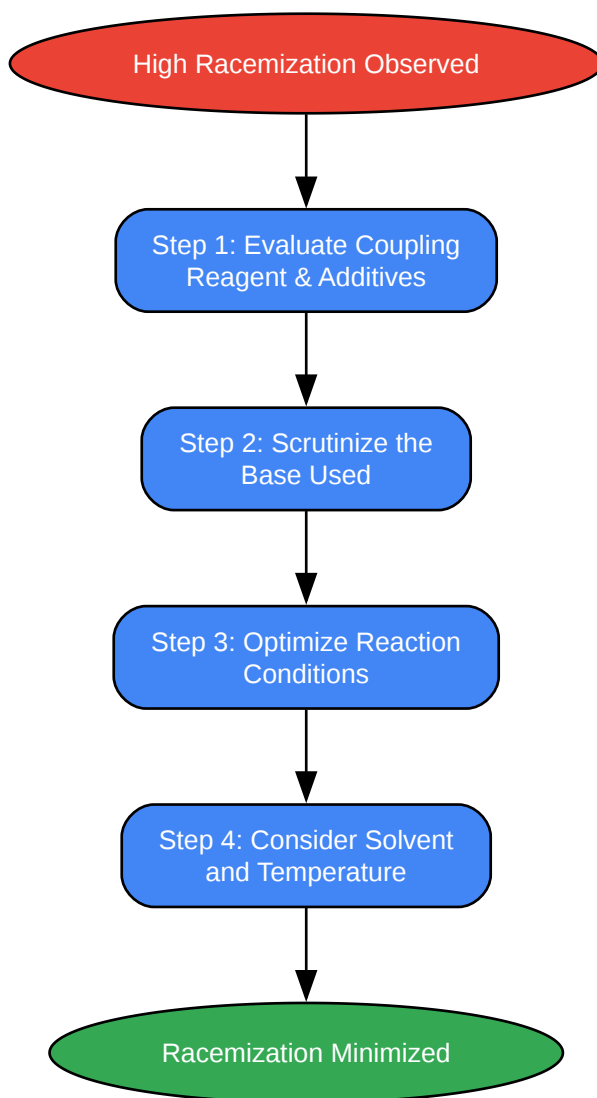 High Racemization Observed
Step 1: Evaluate Coupling
Reagent & Additives
Step 2: Scrutinize the
Base Used
Step 3: Optimize Reaction
Conditions
Step 4: Consider Solvent
and Temperature
Racemization Minimized